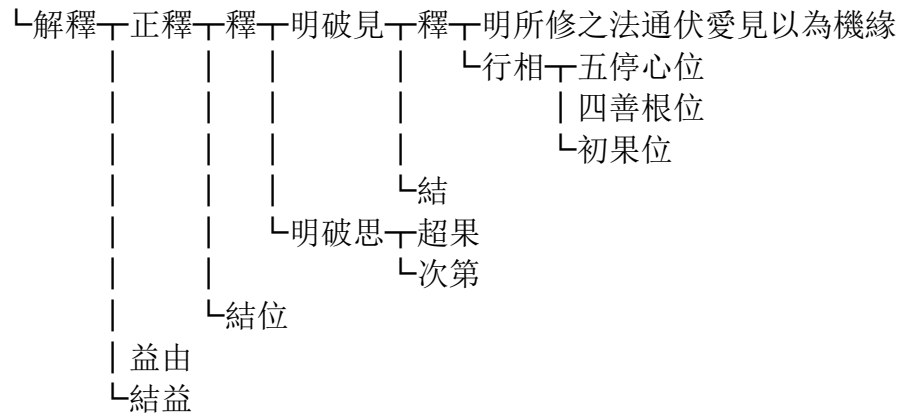 └解釋┬正釋┬釋┬明破見┬釋┬明所修之法通伏愛見以為機緣
│ │ │ │ └行相┬五停心位
│ │ │ │ │四善根位
│ │ │ │ └初果位
│ │ │ └結
│ │ └明破思┬超果
│ │ └次第
│ └結位
│益由
└結益